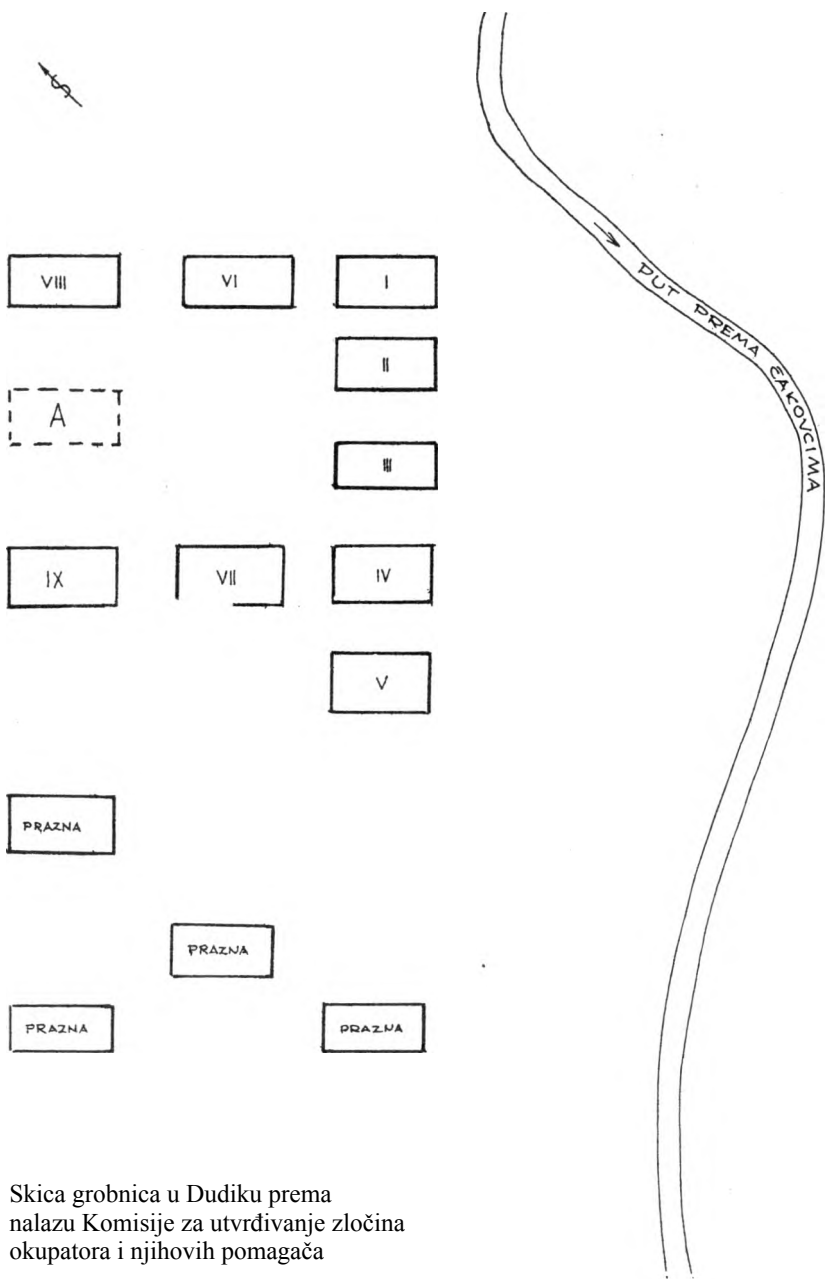 S
VIII
VI
I
II
A
III
IX
VII
IV
V
PRAZNA
PRAZNA
PRAZNA
PRAZNA
PUT PREMA ČAKOVCIMA
Skica grobnica u Dudiku prema
nalazu Komisije za utvrđivanje zločina
okupatora i njihovih pomagača